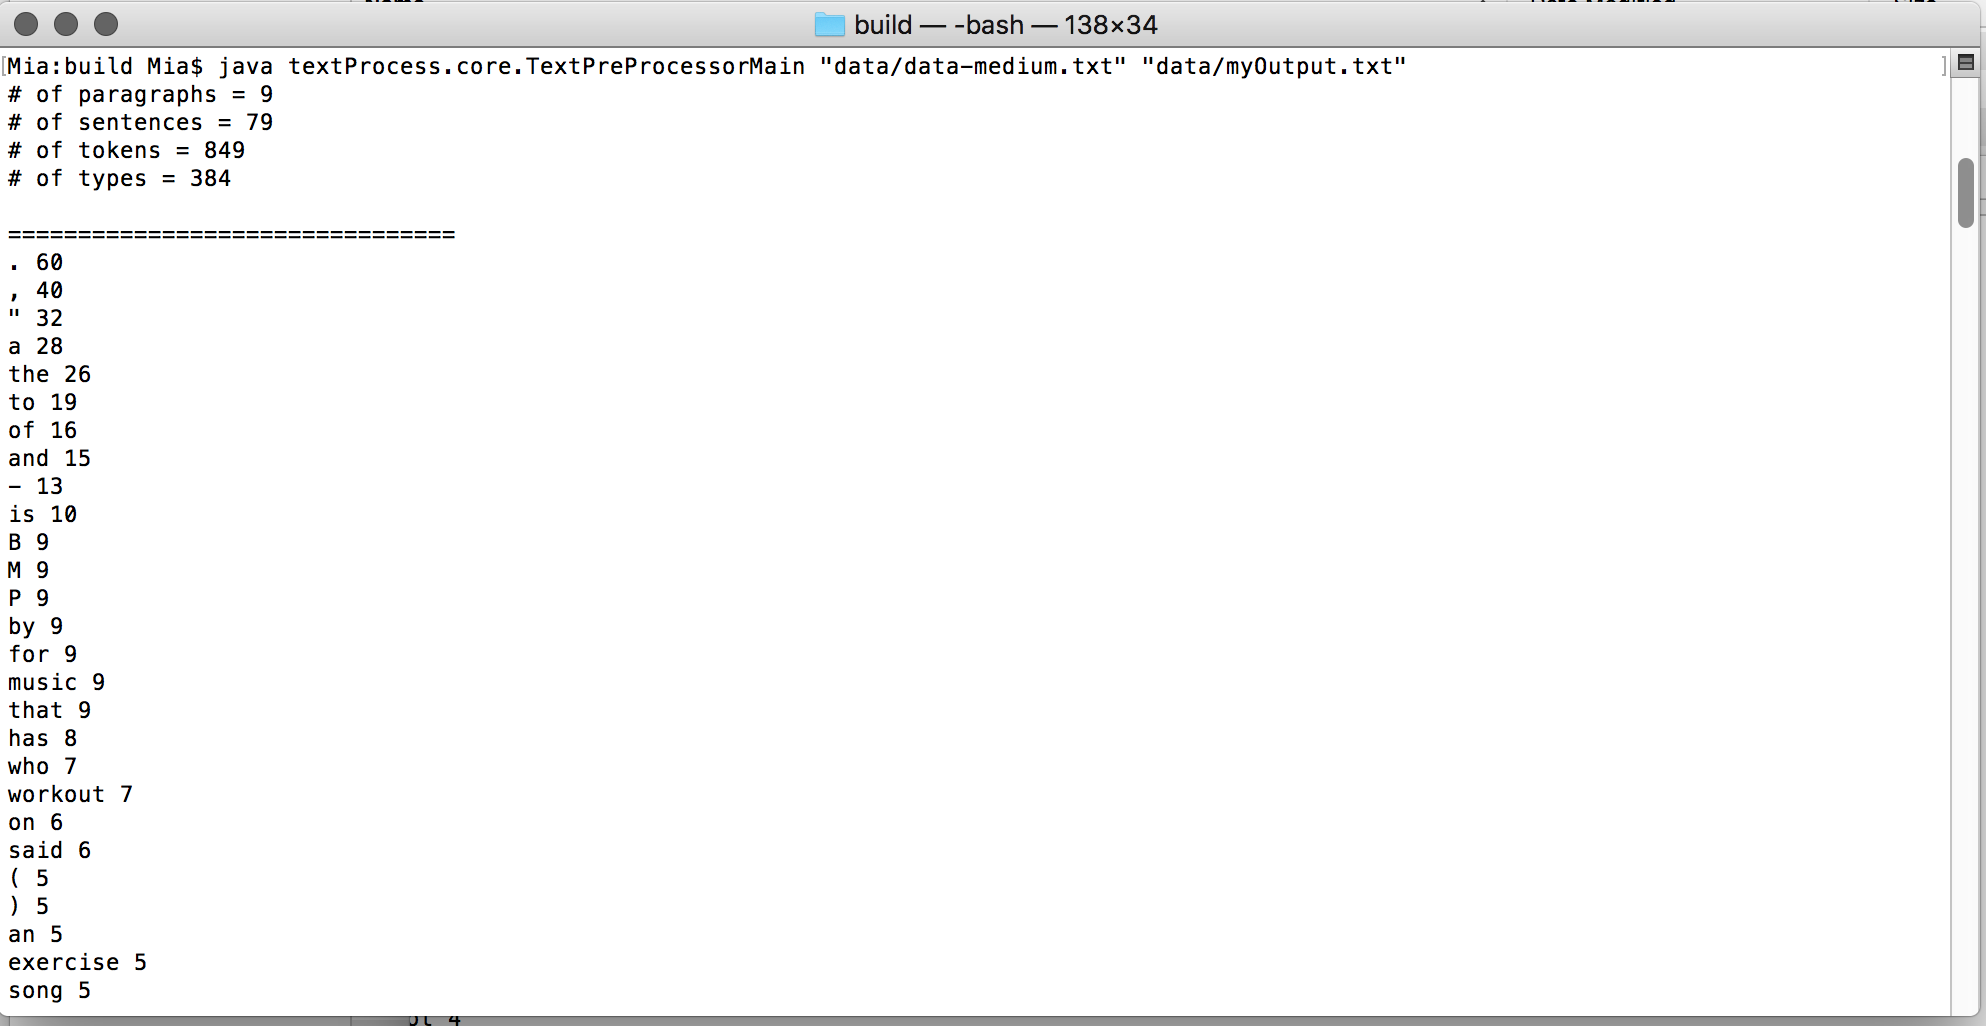 build — -bash — 138×34
Mia:build Mia$ java textProcess.core.TextPreProcessorMain "data/data-medium.txt" "data/myOutput.txt"
# of paragraphs = 9
# of sentences = 79
# of tokens = 849
# of types = 384
================================
. 60
, 40
" 32
a 28
the 26
to 19
of 16
and 15
- 13
is 10
B 9
M 9
P 9
by 9
for 9
music 9
that 9
has 8
who 7
workout 7
on 6
said 6
( 5
) 5
an 5
exercise 5
song 5